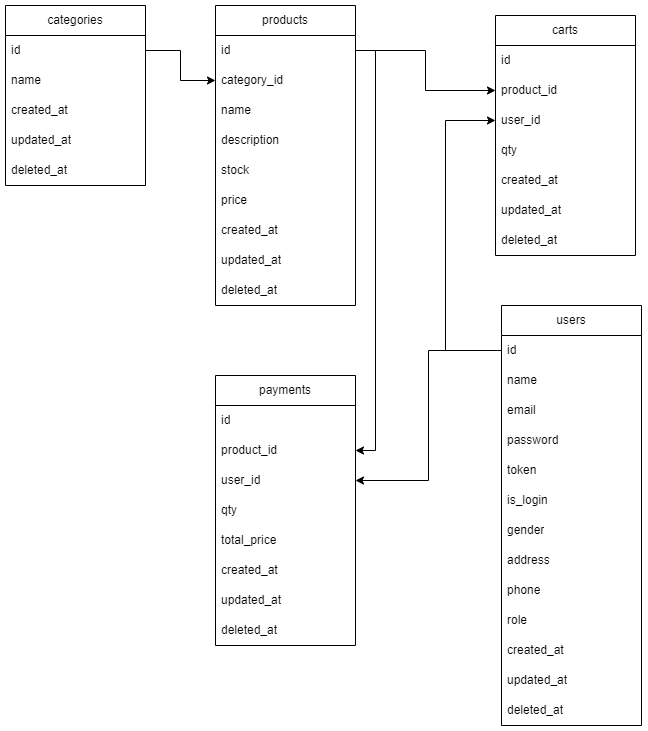 categories
id
name
created_at
updated_at
deleted_at
products
id
category_id
name
description
stock
price
created_at
updated_at
deleted_at
carts
id
product_id
user_id
qty
created_at
updated_at
deleted_at
payments
id
product_id
user_id
qty
total_price
created_at
updated_at
deleted_at
users
id
name
email
password
token
is_login
gender
address
phone
role
created_at
updated_at
deleted_at